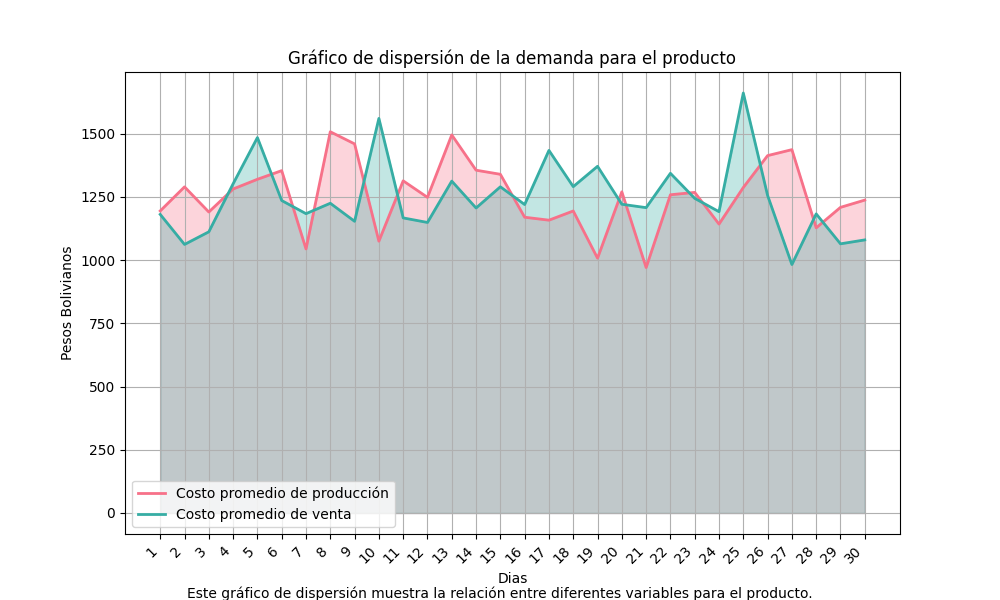 Gráfico de dispersión de la demanda para el producto
Pesos Bolivianos
1500
1250
1000
750
500
250
0
Costo promedio de producción
Costo promedio de venta
1 2 3 4 5 6 7 8 9 10 11 12 13 14 15 16 17 18 19 20 21 22 23 24 25 26 27 28 29 30
Dias
Este gráfico de dispersión muestra la relación entre diferentes variables para el producto.